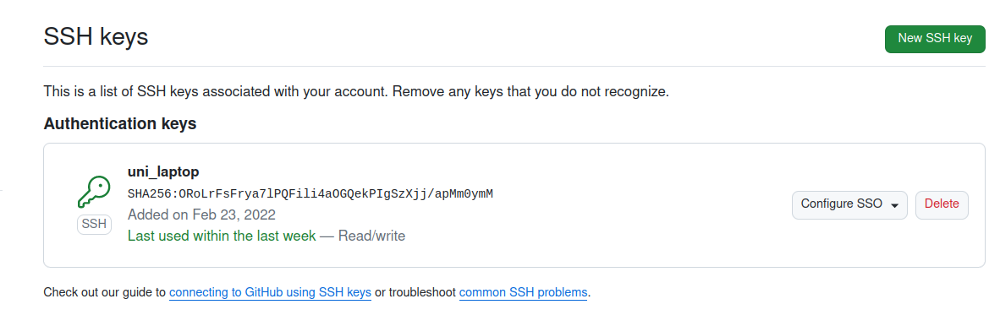 SSH keys
New SSH key
This is a list of SSH keys associated with your account. Remove any keys that you do not recognize.
Authentication keys
uni_laptop
SHA256:ORoLrFsFrya7lPQFili4aOGQekPIgSzXjj/apMm0ymM
Added on Feb 23, 2022
Last used within the last week — Read/write
SSH
Configure SSO
Delete
Check out our guide to connecting to GitHub using SSH keys or troubleshoot common SSH problems.